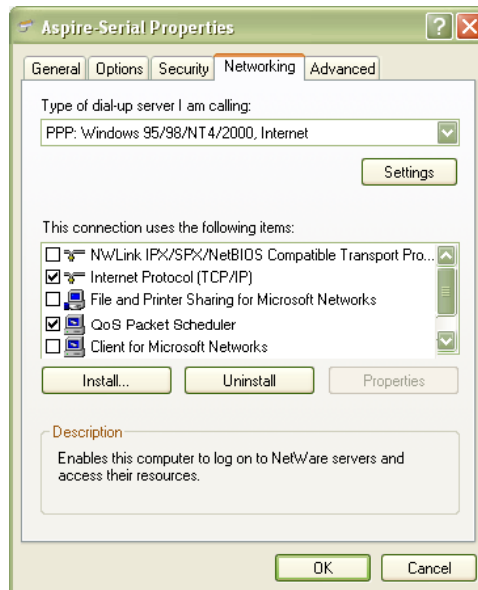 Aspire-Serial Properties
General Options Security Networking Advanced
Type of dial-up server I am calling:
PPP: Windows 95/98/NT4/2000, Internet
Settings
This connection uses the following items:
NWLink IPX/SPX/NetBIOS Compatible Transport Pro...
Internet Protocol (TCP/IP)
File and Printer Sharing for Microsoft Networks
QoS Packet Scheduler
Client for Microsoft Networks
Install... Uninstall Properties
Description
Enables this computer to log on to NetWare servers and
access their resources.
OK Cancel